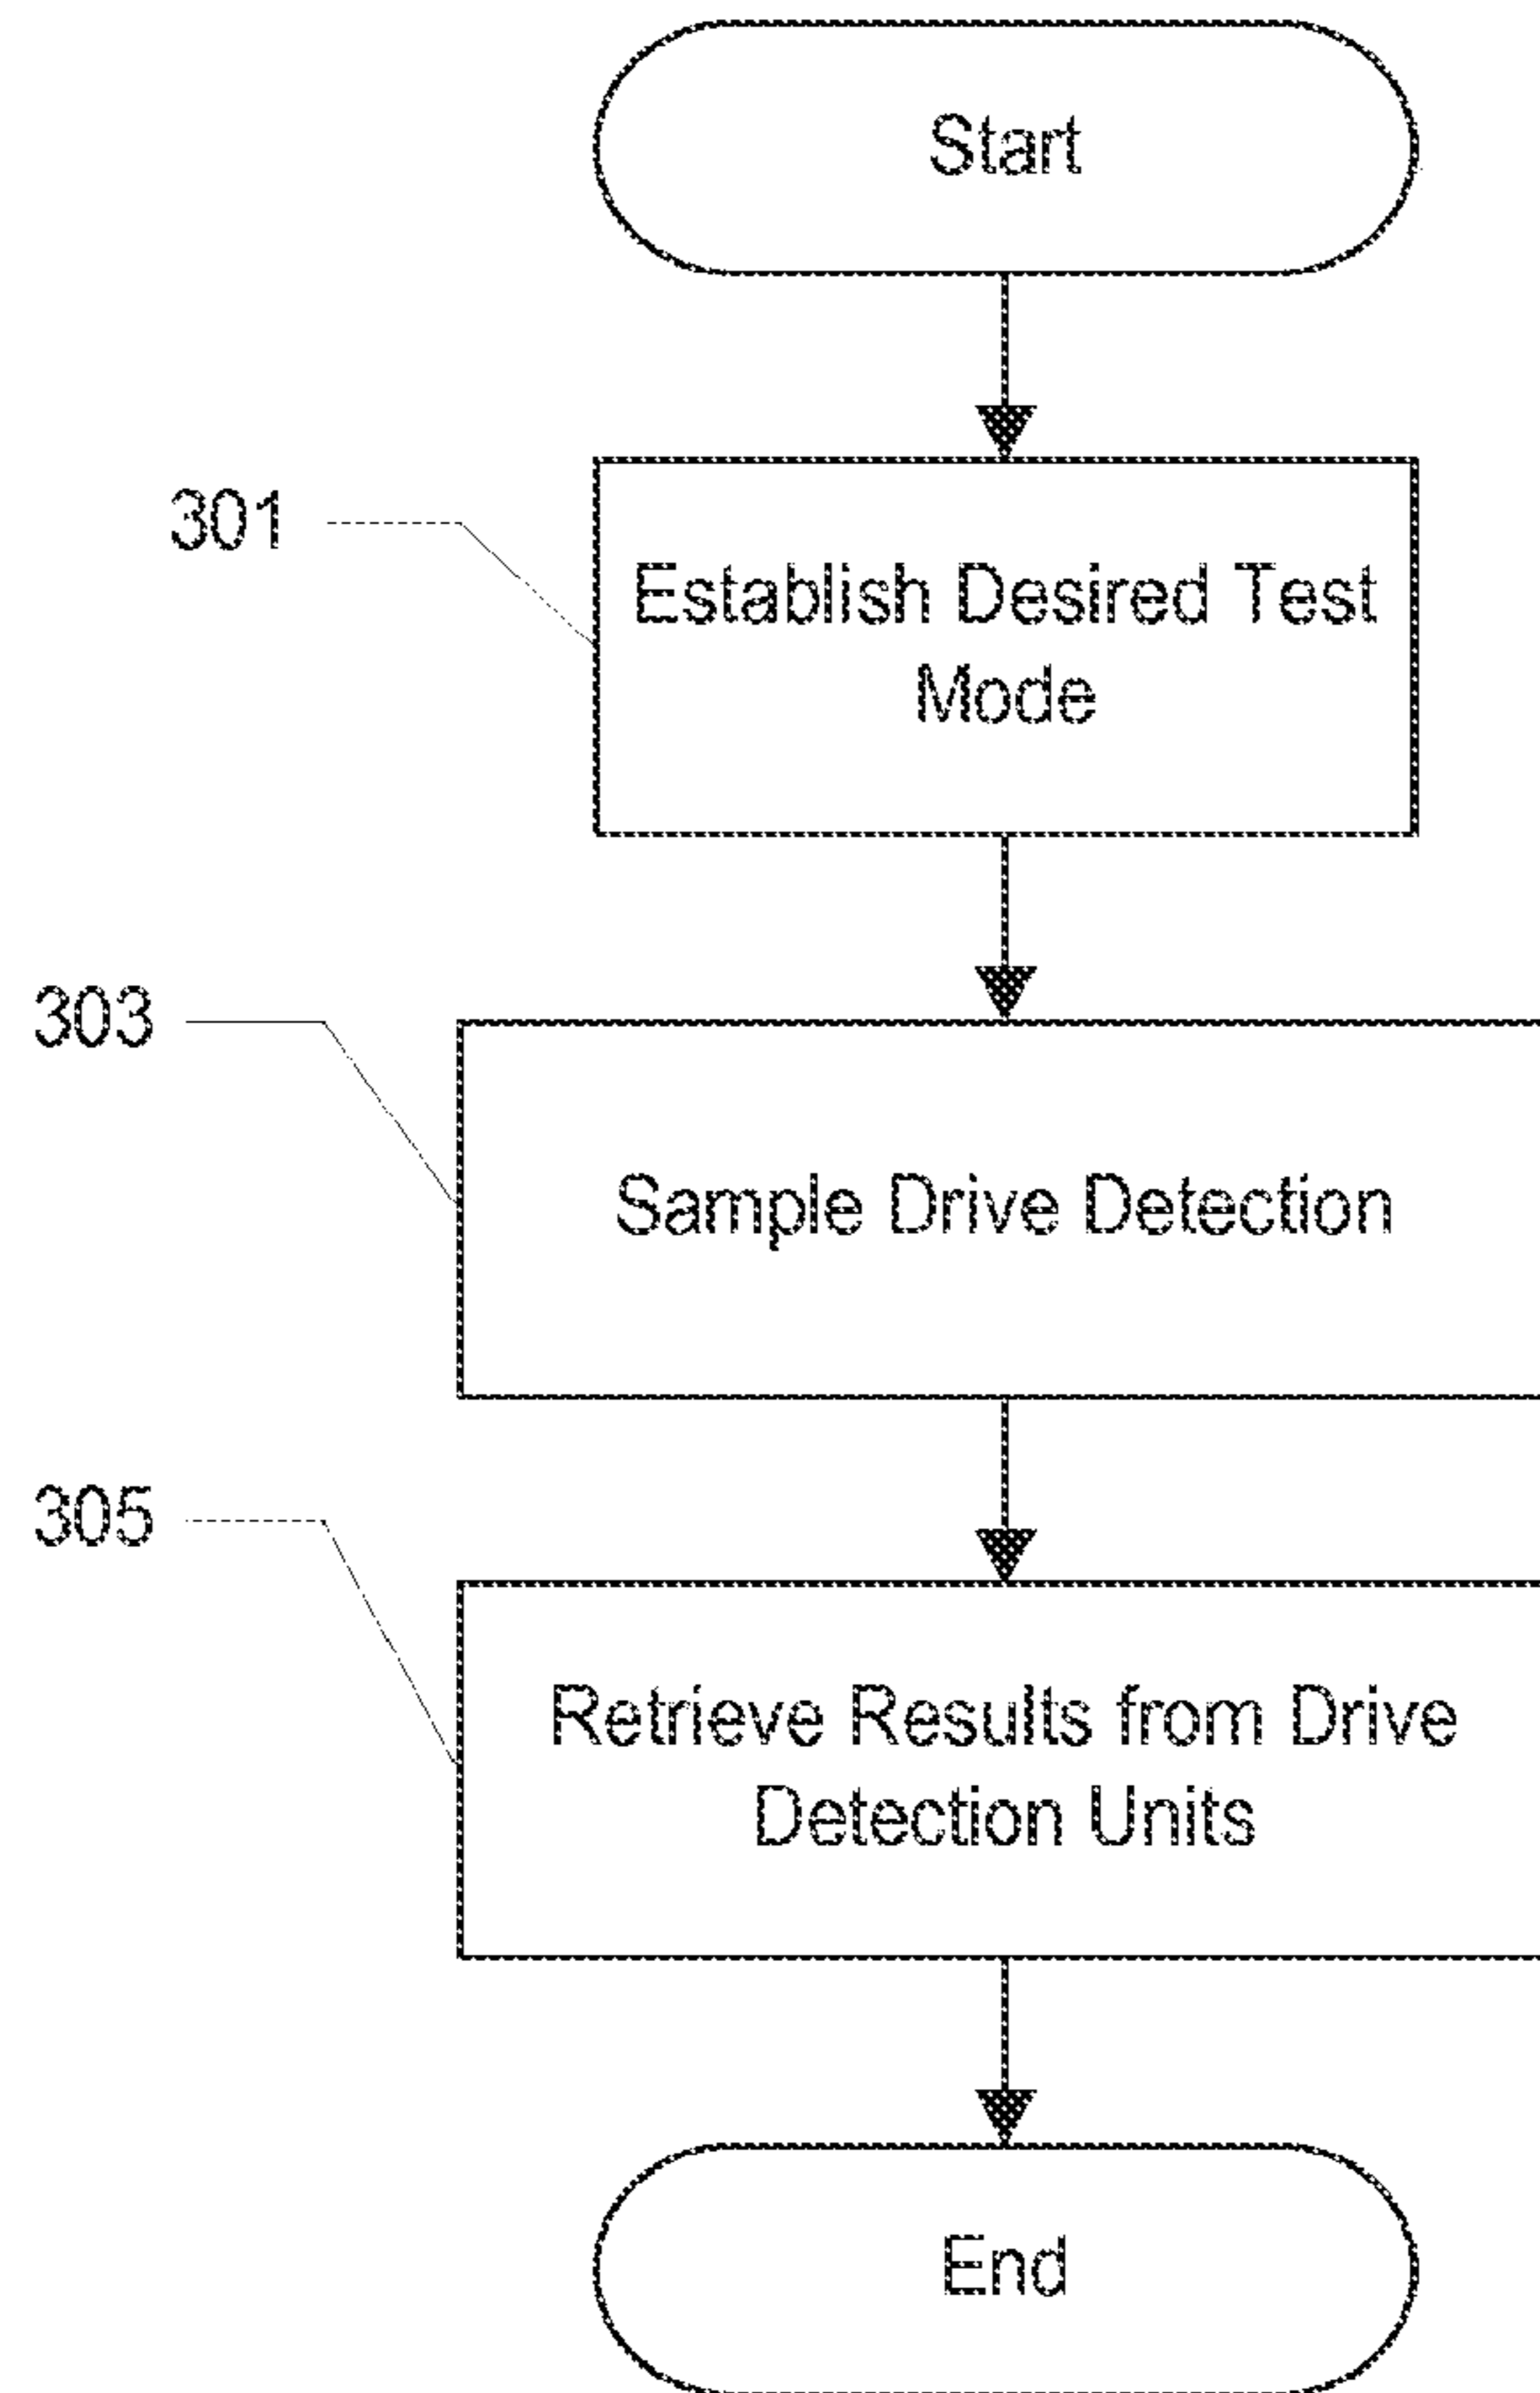 Start
301
Establish Desired Test
Mode
303
Sample Drive Detection
305
Retrieve Results from Drive
Detection Units
End